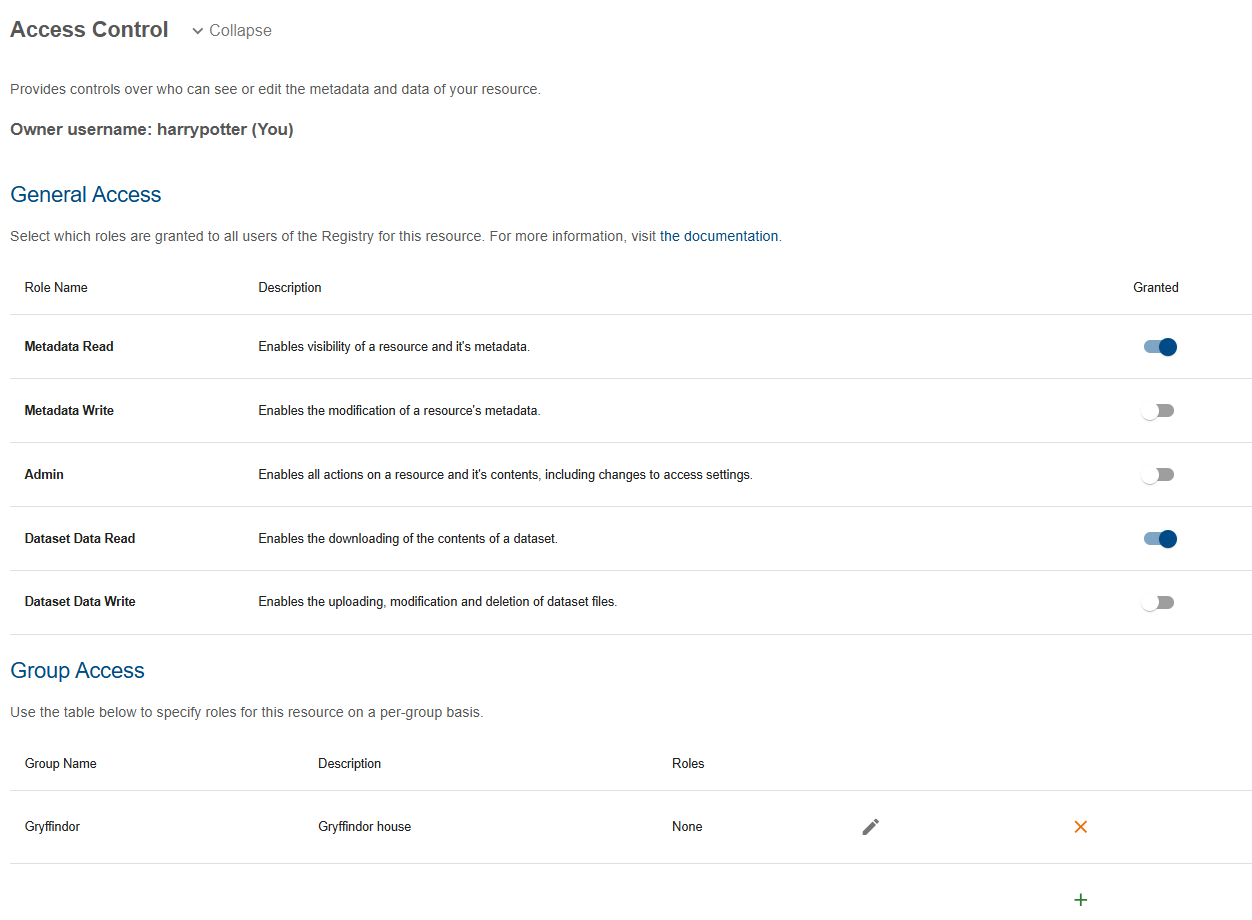 Access Control Collapse
Provides controls over who can see or edit the metadata and data of your resource.
Owner username: harrypotter (You)
General Access
Select which roles are granted to all users of the Registry for this resource. For more information, visit the documentation.
Role Name Description Granted
Metadata Read Enables visibility of a resource and it's metadata.
Metadata Write Enables the modification of a resource's metadata.
Admin Enables all actions on a resource and it's contents, including changes to access settings.
Dataset Data Read Enables the downloading of the contents of a dataset.
Dataset Data Write Enables the uploading, modification and deletion of dataset files.
Group Access
Use the table below to specify roles for this resource on a per-group basis.
Group Name Description Roles
Gryffindor Gryffindor house None